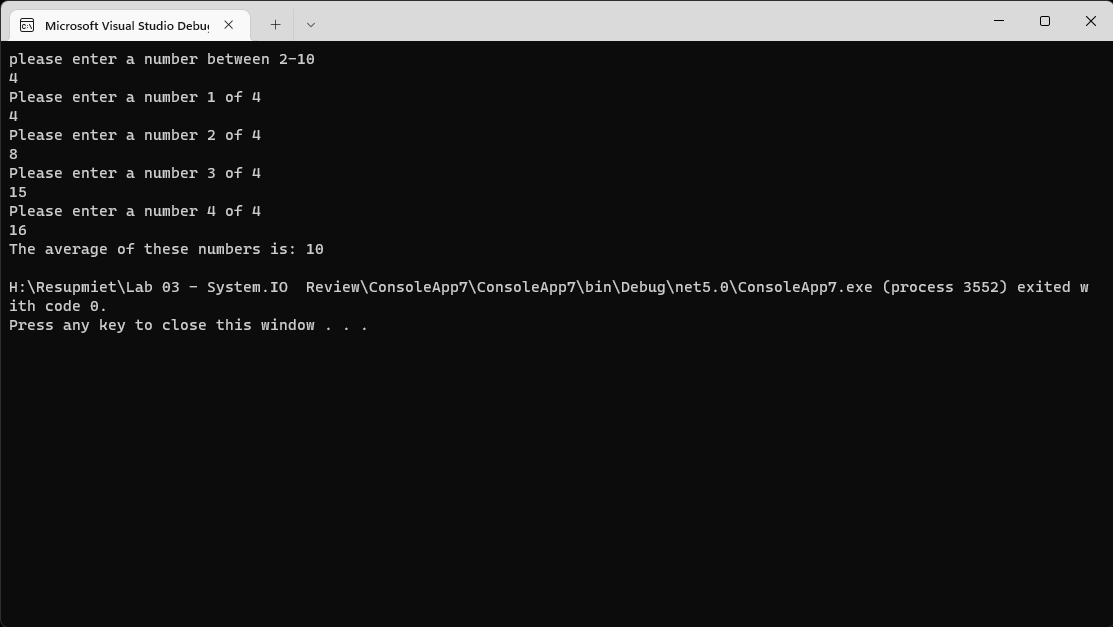 Microsoft Visual Studio Debug
please enter a number between 2-10
4
Please enter a number 1 of 4
4
Please enter a number 2 of 4
8
Please enter a number 3 of 4
15
Please enter a number 4 of 4
16
The average of these numbers is: 10
H:\Resupmiet\Lab 03 - System.IO  Review\ConsoleApp7\ConsoleApp7\bin\Debug\net5.0\ConsoleApp7.exe (process 3552) exited w
ith code 0.
Press any key to close this window . . .